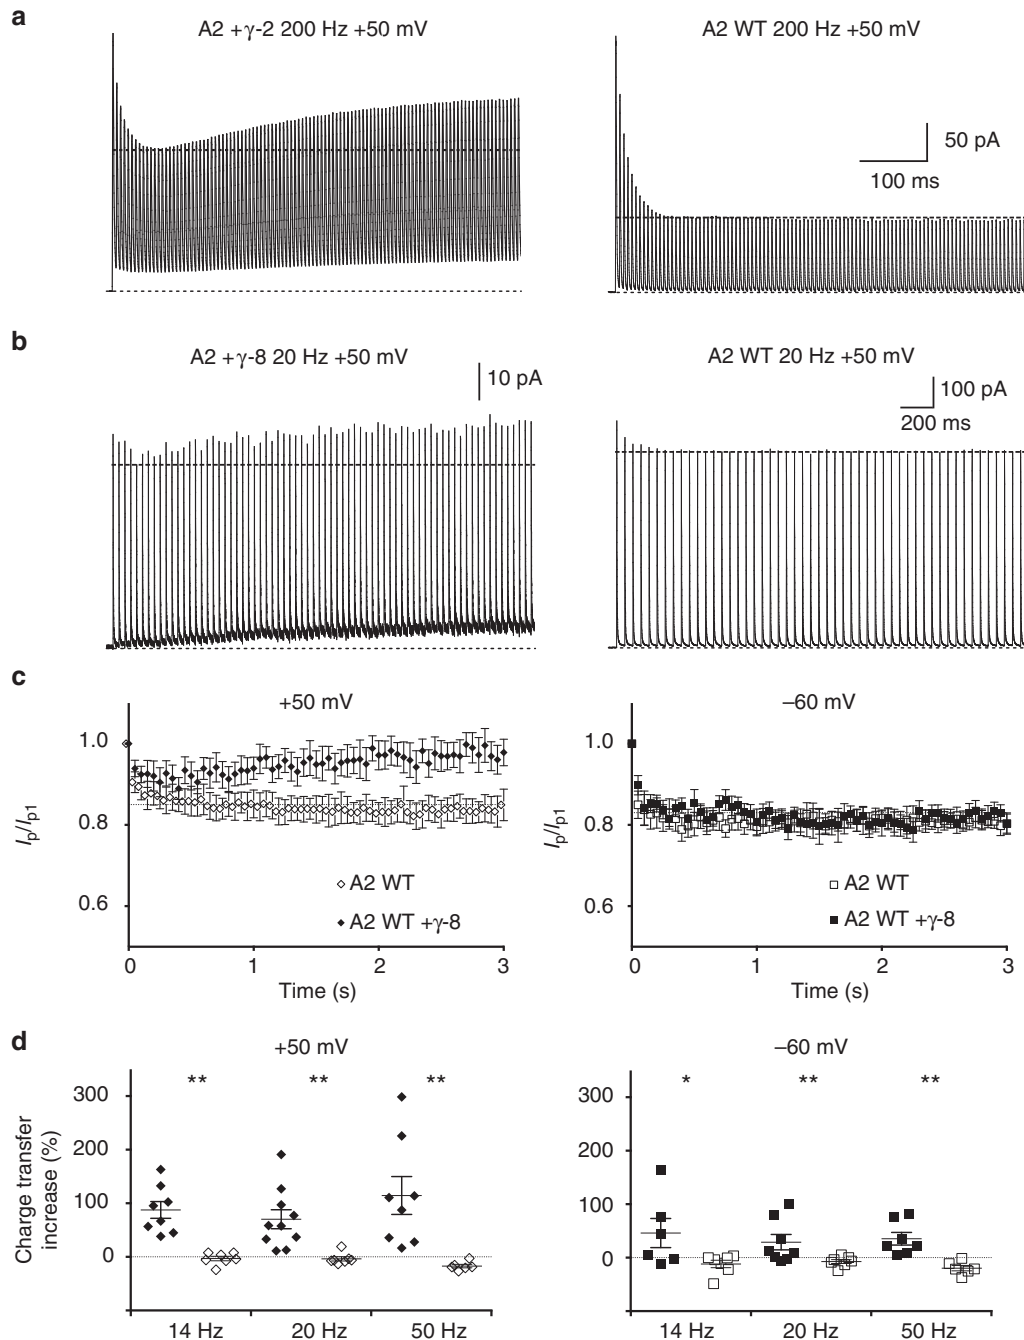 a
A2 +γ-2 200 Hz +50 mV
A2 WT 200 Hz +50 mV
50 pA
100 ms
b
A2 +γ-8 20 Hz +50 mV
10 pA
A2 WT 20 Hz +50 mV
100 pA
200 ms
c
+50 mV
1.0
0.8
0.6
Ip/Ip1
A2 WT
A2 WT +γ-8
0 1 2 3
Time (s)
–60 mV
1.0
0.8
0.6
Ip/Ip1
A2 WT
A2 WT +γ-8
0 1 2 3
Time (s)
d
+50 mV
** ** **
300
200
100
0
Charge transfer
increase (%)
14 Hz 20 Hz 50 Hz
–60 mV
* ** **
300
200
100
0
14 Hz 20 Hz 50 Hz